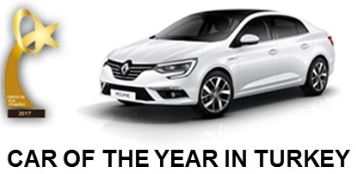 2017
CAR OF THE YEAR IN TURKEY